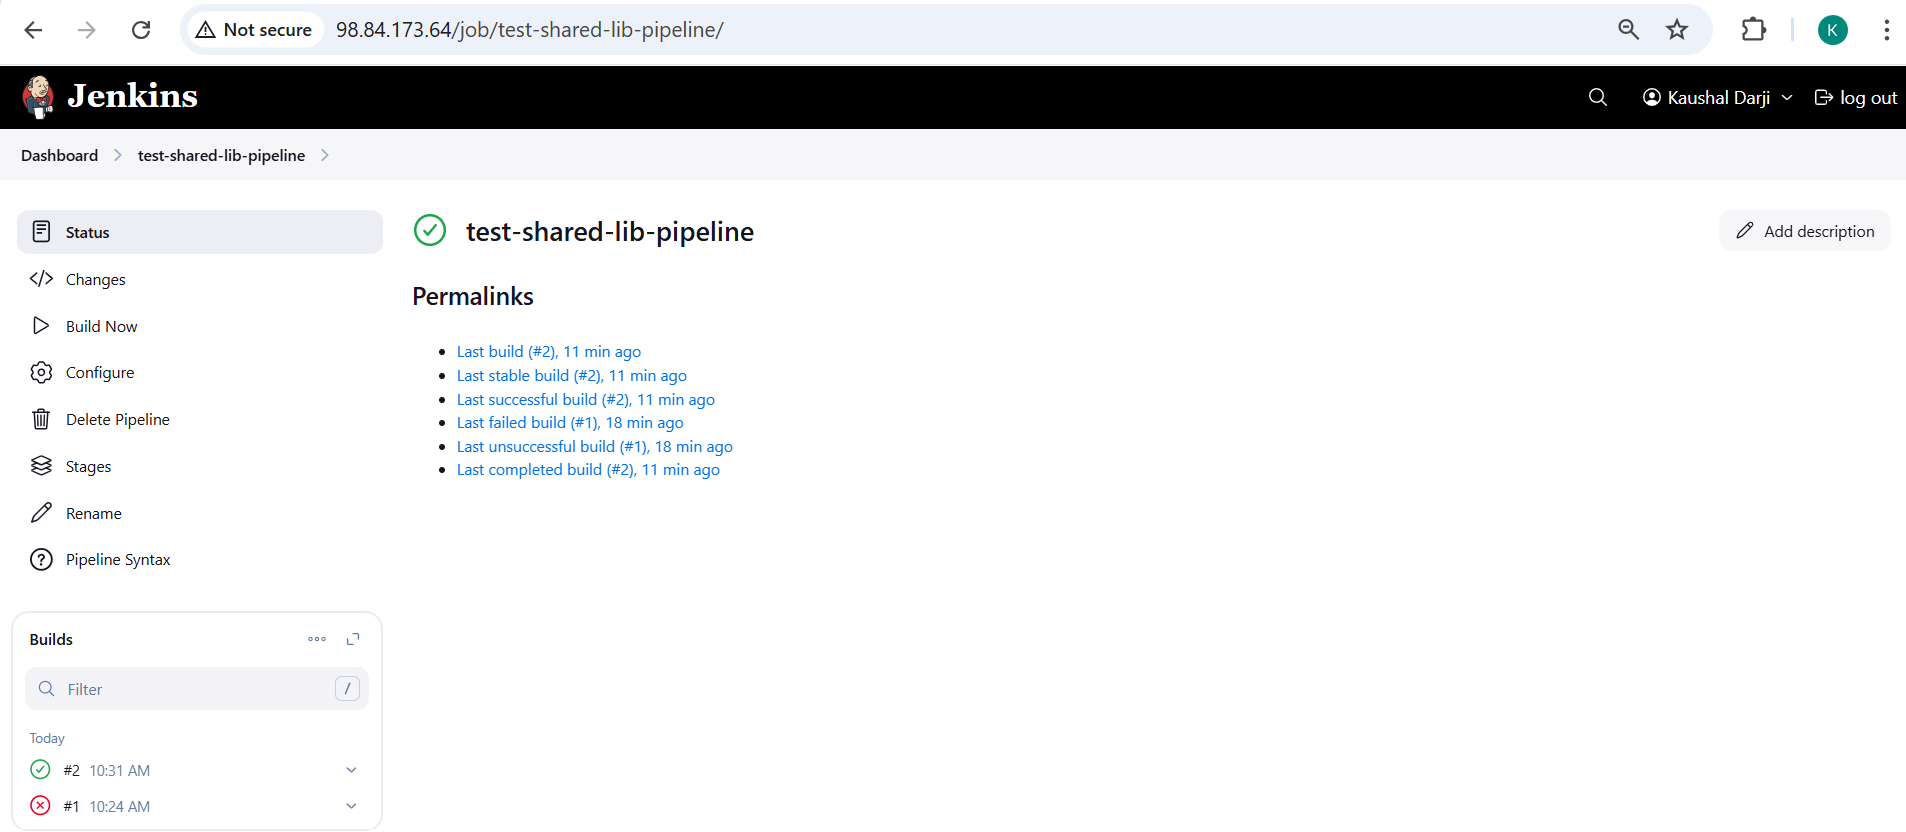 Not secure 98.84.173.64/job/test-shared-lib-pipeline/ K
Jenkins Kaushal Darji log out
Dashboard test-shared-lib-pipeline
Status
Changes
Build Now
Configure
Delete Pipeline
Stages
Rename
Pipeline Syntax
Builds
Filter /
Today
#2 10:31 AM
#1 10:24 AM
test-shared-lib-pipeline Add description
Permalinks
Last build (#2), 11 min ago
Last stable build (#2), 11 min ago
Last successful build (#2), 11 min ago
Last failed build (#1), 18 min ago
Last unsuccessful build (#1), 18 min ago
Last completed build (#2), 11 min ago